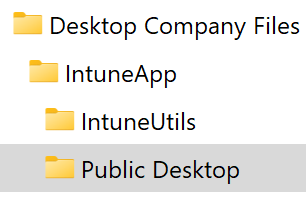 Desktop Company Files
IntuneApp
IntuneUtils
Public Desktop